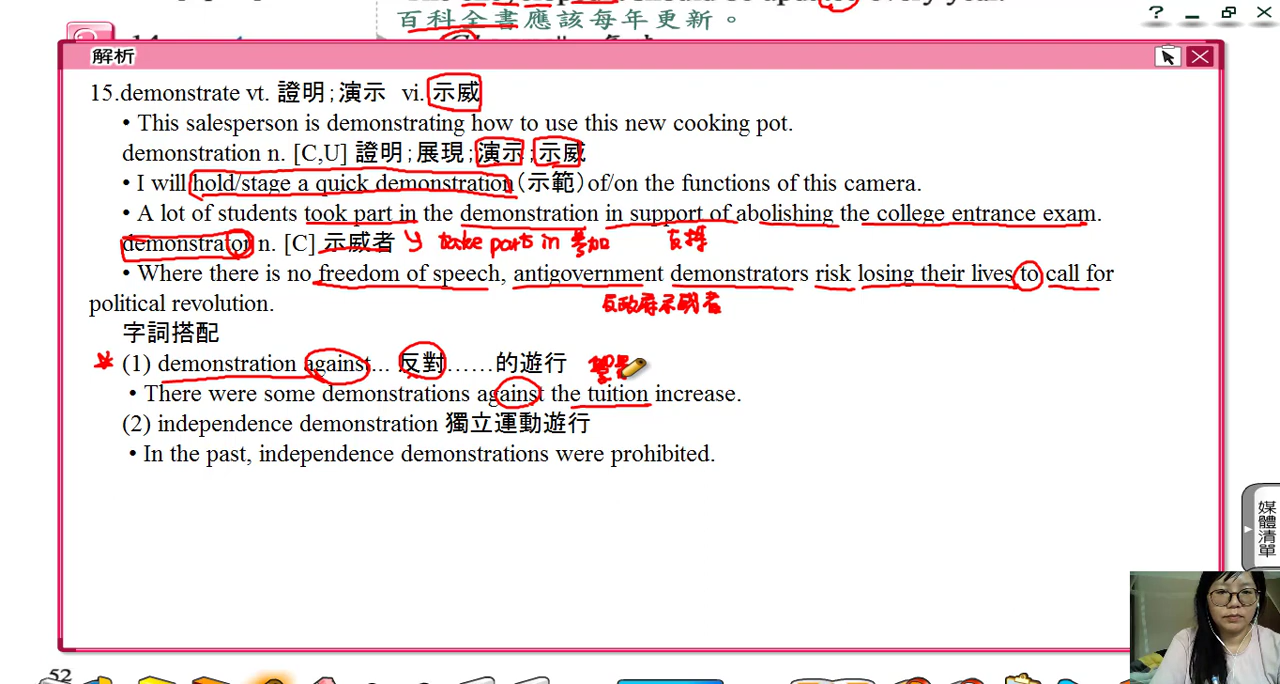 every year.
百科全書應該每年更新。
解析
15.demonstrate vt. 證明;演示 vi. 示威
• This salesperson is demonstrating how to use this new cooking pot.
demonstration n. [C,U] 證明;展現;演示;示威
• I will hold/stage a quick demonstration(示範)of/on the functions of this camera.
• A lot of students took part in the demonstration in support of abolishing the college entrance exam.
demonstrator n. [C] 示威者 take parts in 參加 支持
• Where there is no freedom of speech, antigovernment demonstrators risk losing their lives to call for
political revolution.
反政府示威者
字詞搭配
(1) demonstration against… 反對……的遊行
• There were some demonstrations against the tuition increase.
(2) independence demonstration 獨立運動遊行
• In the past, independence demonstrations were prohibited.
媒體清單
52